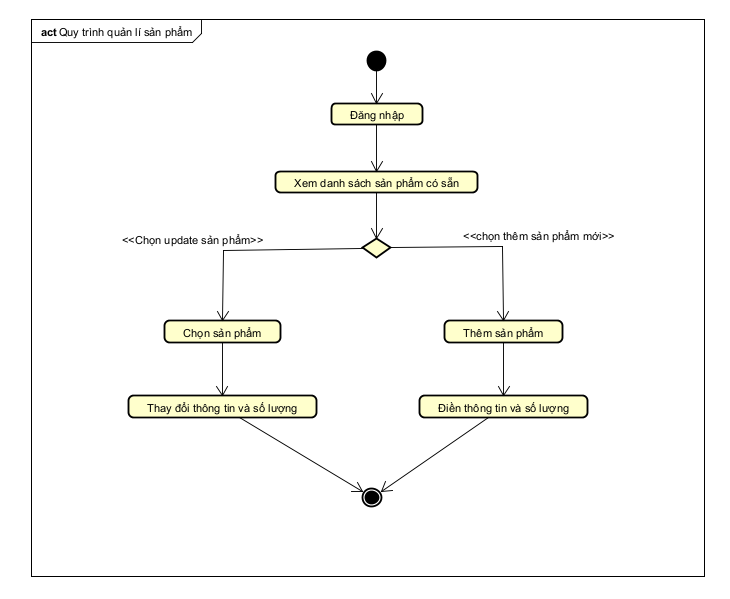 act Quy trình quản lí sản phẩm
Đăng nhập
Xem danh sách sản phẩm có sẵn
<<Chọn update sản phẩm>>
<<chọn thêm sản phẩm mới>>
Chọn sản phẩm
Thêm sản phẩm
Thay đổi thông tin và số lượng
Điền thông tin và số lượng